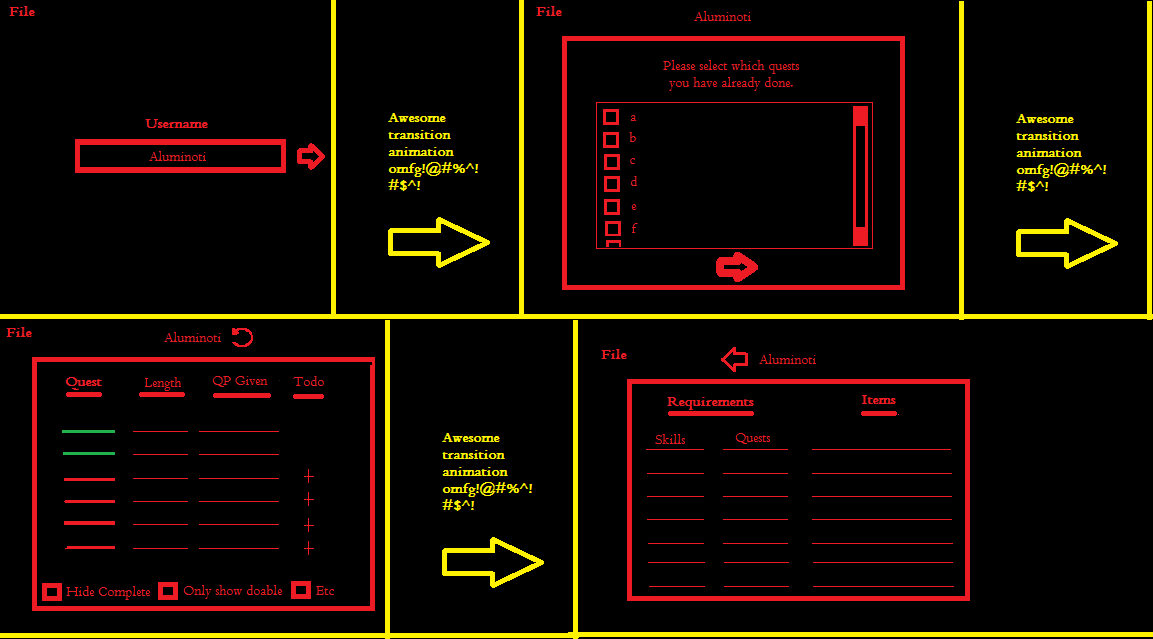 File
Username
Aluminoti
Awesome
transition
animation
omfg!@#%^!
#$^!
File
Aluminoti
Please select which quests
you have already done.
a
b
c
d
e
f
Awesome
transition
animation
omfg!@#%^!
#$^!
File
Aluminoti
Quest Length QP Given Todo
+
+
+
+
Hide Complete Only show doable Etc
Awesome
transition
animation
omfg!@#%^!
#$^!
File
Aluminoti
Requirements Items
Skills Quests